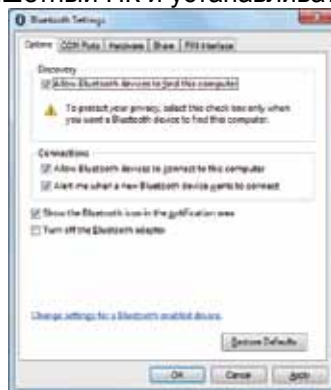 шотный ПК и устанавливат
Bluetooth Settings
Options COM Ports Hardware Share PIM Interface
Discovery
Allow Bluetooth devices to find this computer
To protect your privacy, select this check box only when
you want a Bluetooth device to find this computer.
Connections
Allow Bluetooth devices to connect to this computer
Alert me when a new Bluetooth device wants to connect
Show the Bluetooth icon in the notification area
Turn off the Bluetooth adapter
Change settings for a Bluetooth enabled device.
Restore Defaults
OK Cancel Apply